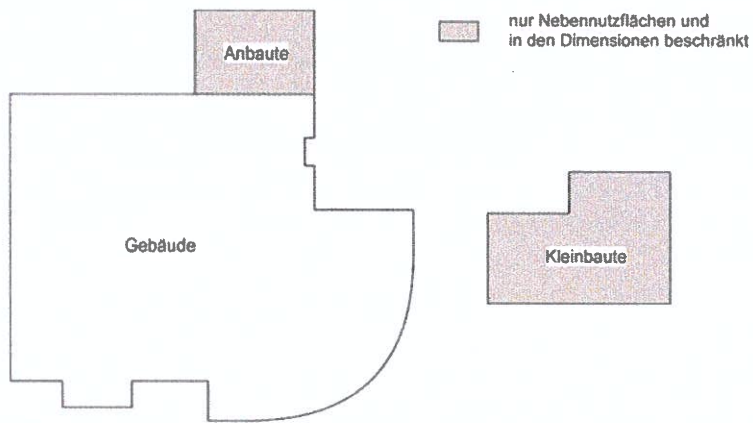 Anbaute
nur Nebennutzflächen und
in den Dimensionen beschränkt
Gebäude
Kleinbaute